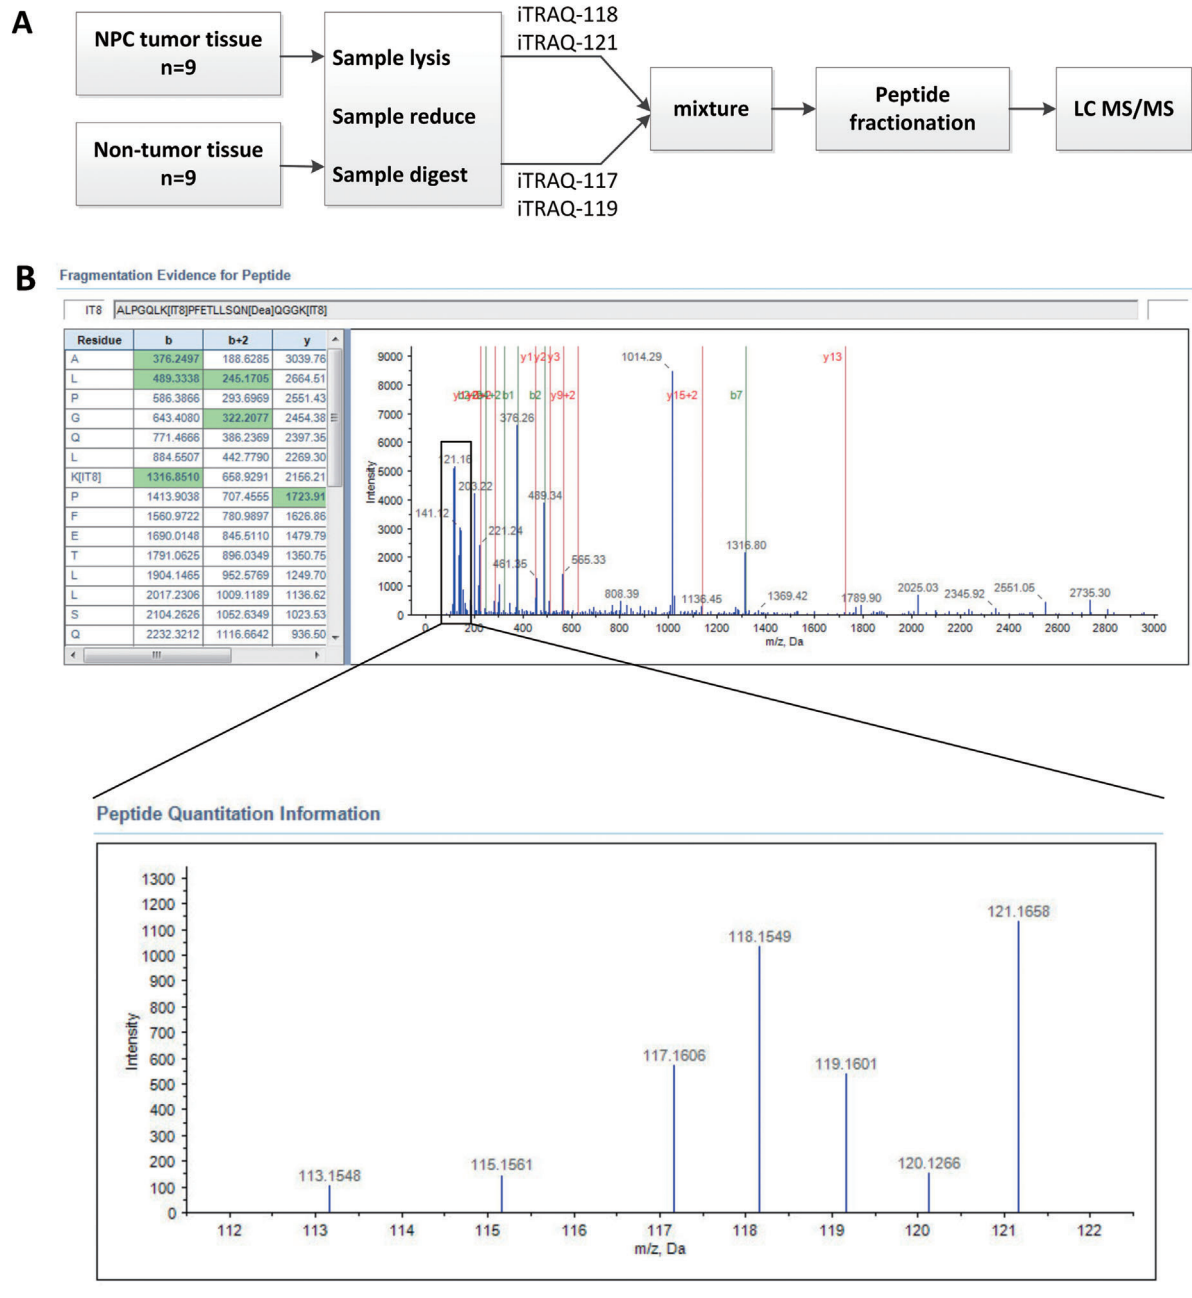 A
NPC tumor tissue
n=9
Non-tumor tissue
n=9
Sample lysis
Sample reduce
Sample digest
iTRAQ-118
iTRAQ-121
iTRAQ-117
iTRAQ-119
mixture
Peptide
fractionation
LC MS/MS
B
Fragmentation Evidence for Peptide
IT8 ALPGQLK[IT8]PFETLLSQN[Dea]QGGK[IT8]
Residue b b+2 y
A 376.2497 188.6285 3039.76
L 489.3338 245.1705 2664.51
P 586.3866 293.6969 2551.43
G 643.4080 322.2077 2454.38
Q 771.4666 386.2369 2397.35
L 884.5507 442.7790 2269.30
K[IT8] 1316.8510 658.9291 2156.21
P 1413.9038 707.4555 1723.91
F 1560.9722 780.9897 1626.86
E 1690.0148 845.5110 1479.79
T 1791.0625 896.0349 1350.75
L 1904.1465 952.5769 1249.70
L 2017.2306 1009.1189 1136.62
S 2104.2626 1052.6349 1023.53
Q 2232.3212 1116.6642 936.50
Intensity
9000
8000
7000
6000
5000
4000
3000
2000
1000
0
y1 y2 y3
y13
b1
b2
y9+2
y15+2
b7
1014.29
376.26
121.16
203.22
489.34
141.12
221.24
461.35
565.33
808.39
1136.45
1316.80
1369.42
1789.90
2025.03
2345.92
2551.05
2735.30
0 200 400 600 800 1000 1200 1400 1600 1800 2000 2200 2400 2600 2800 3000
m/z, Da
Peptide Quantitation Information
Intensity
1300
1200
1100
1000
900
800
700
600
500
400
300
200
100
0
113.1548
115.1561
117.1606
118.1549
119.1601
120.1266
121.1658
112 113 114 115 116 117 118 119 120 121 122
m/z, Da